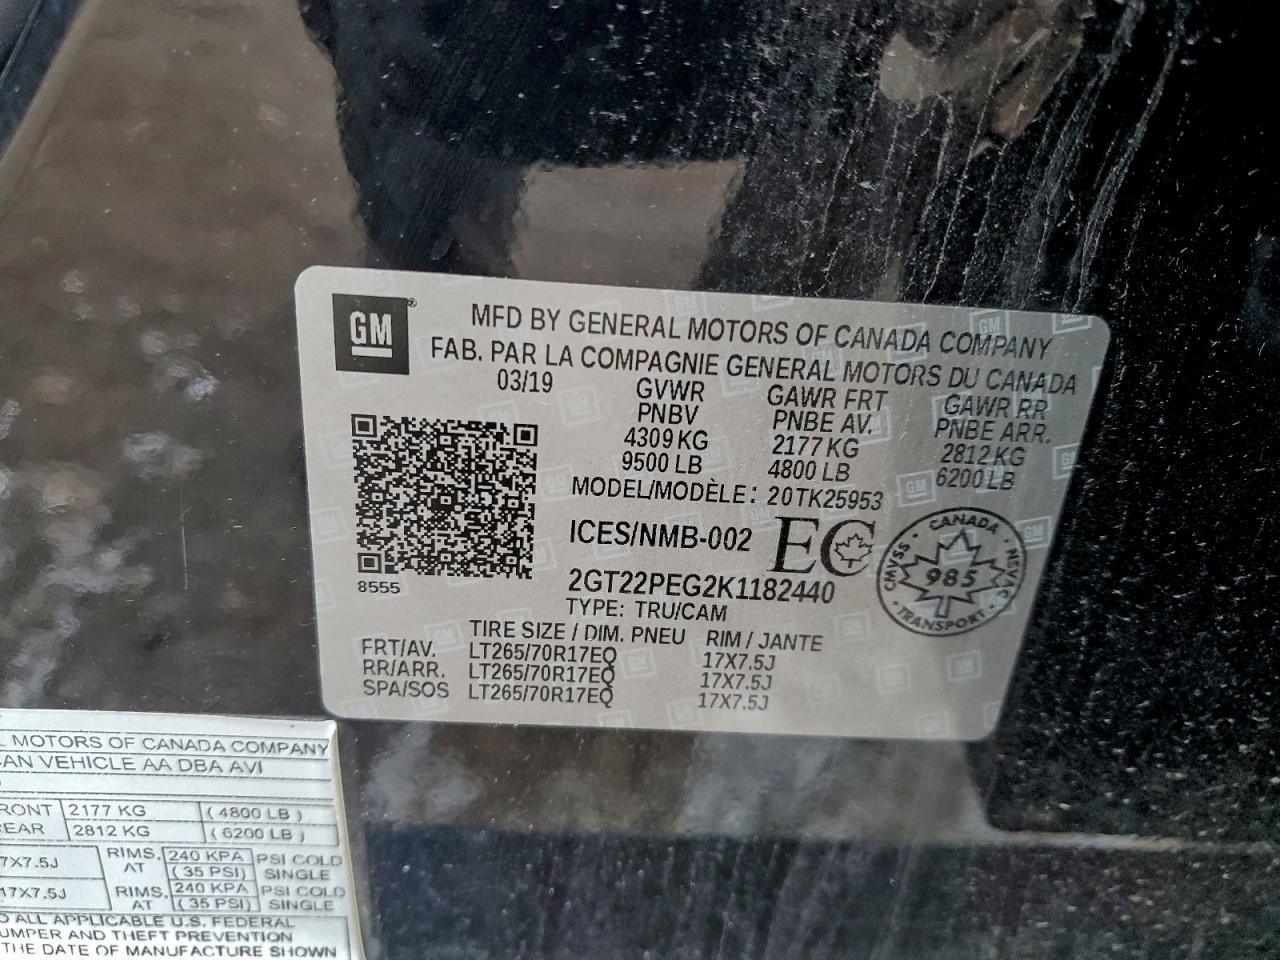 GM
MFD BY GENERAL MOTORS OF CANADA COMPANY
FAB. PAR LA COMPAGNIE GENERAL MOTORS DU CANADA
03/19 GVWR GAWR FRT GAWR RR
PNBV PNBE AV. PNBE ARR.
4309 KG 2177 KG 2812 KG
9500 LB 4800 LB 6200 LB
MODEL/MODÈLE: 20TK25953
ICES/NMB-002 EC
8555
2GT22PEG2K1182440
TYPE: TRU/CAM
CANADA
CMVSS 985 NSVAC
TRANSPORT
TIRE SIZE / DIM. PNEU RIM / JANTE
FRT/AV. LT265/70R17EQ 17X7.5J
RR/ARR. LT265/70R17EQ 17X7.5J
SPA/SOS LT265/70R17EQ 17X7.5J
MOTORS OF CANADA COMPANY
VEHICLE AA DBA AVI
2177 KG (4800 LB)
2812 KG (6200 LB)
7X7.5J RIMS, AT 240 KPA (35 PSI) PSI COLD SINGLE
17X7.5J RIMS, AT 240 KPA (35 PSI) PSI COLD SINGLE
ALL APPLICABLE U.S. FEDERAL
AND THEFT PREVENTION
THE DATE OF MANUFACTURE SHOWN